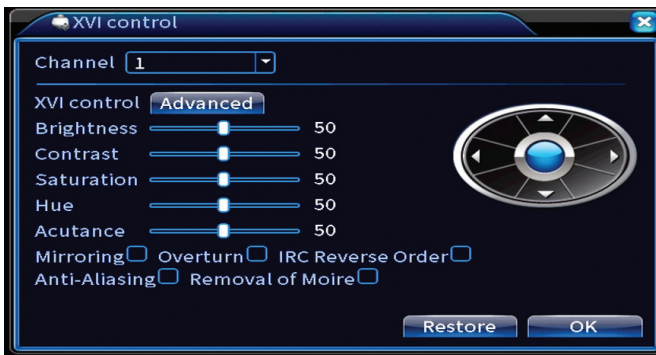 XVI control
Channel 1
XVI control Advanced
Brightness 50
Contrast 50
Saturation 50
Hue 50
Acutance 50
Mirroring Overturn IRC Reverse Order
Anti-Aliasing Removal of Moire
Restore OK